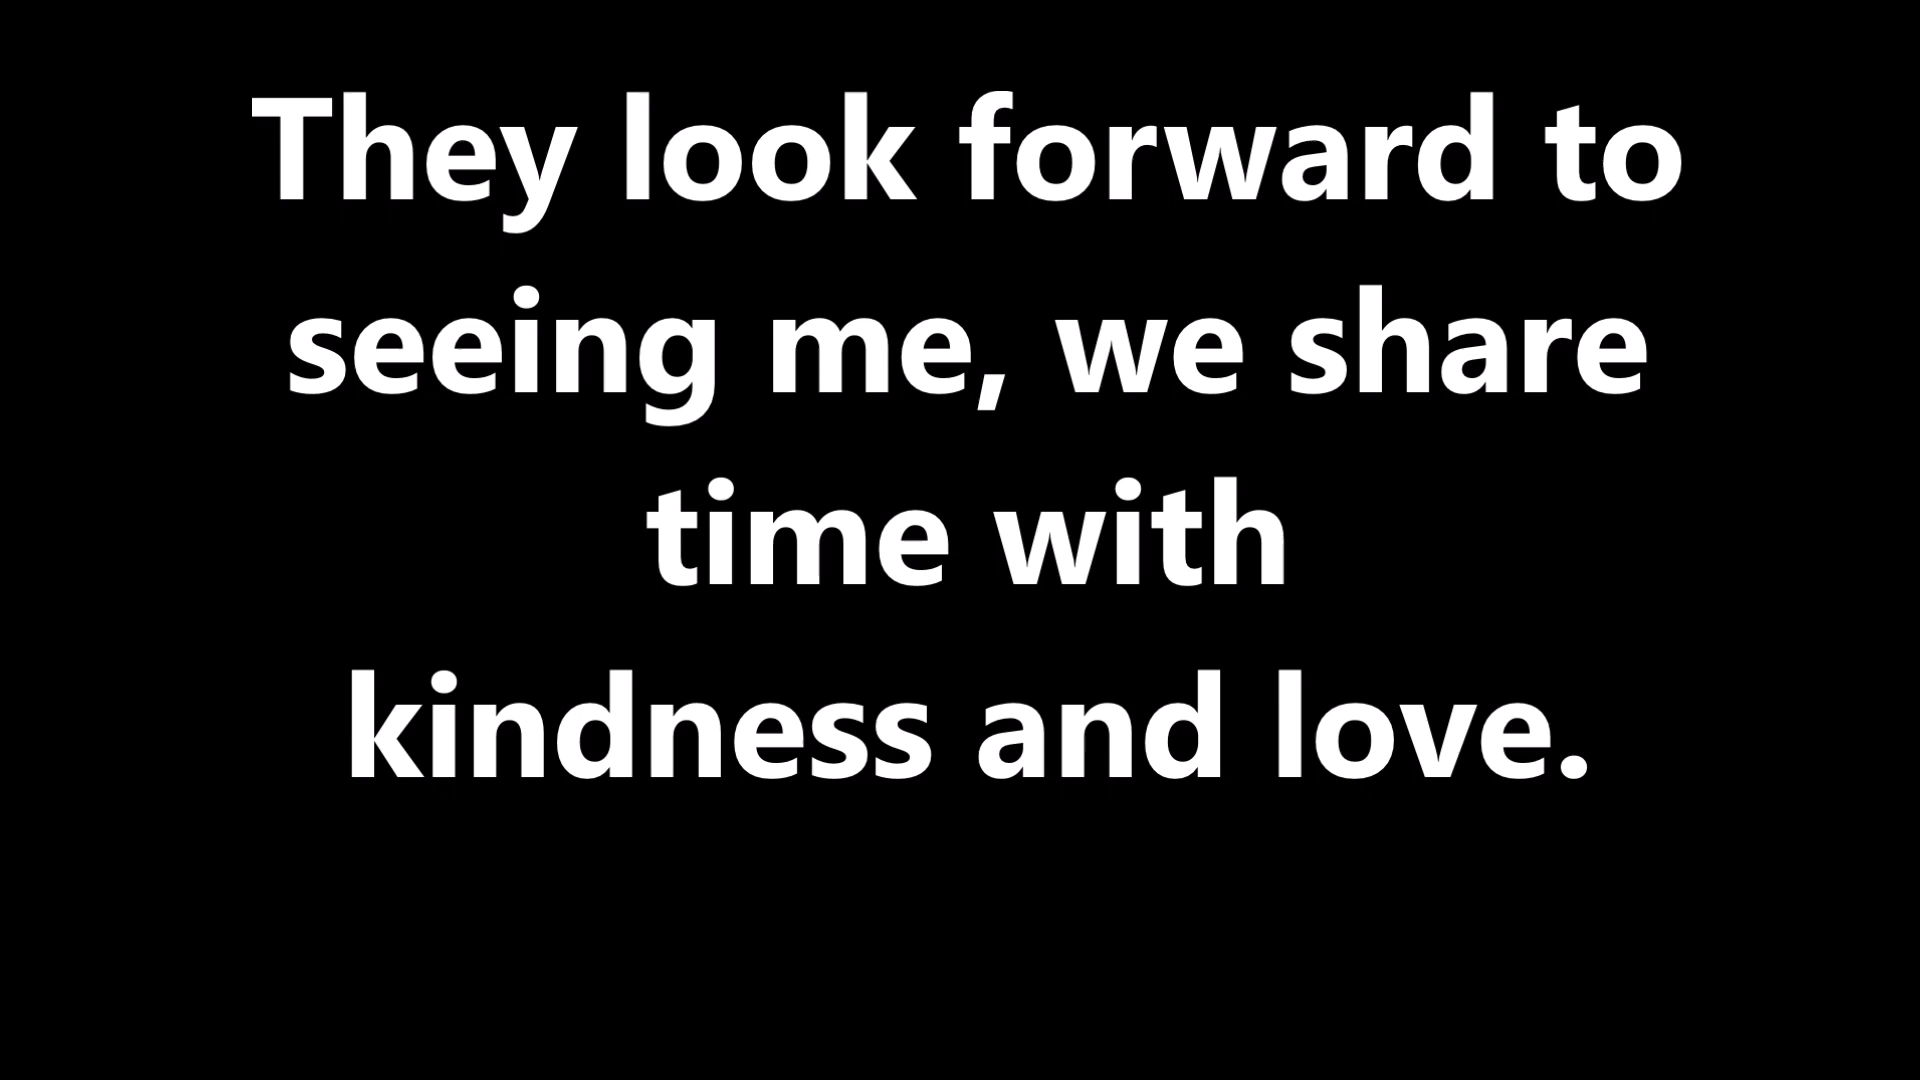 They look forward to
seeing me, we share
time with
kindness and love.